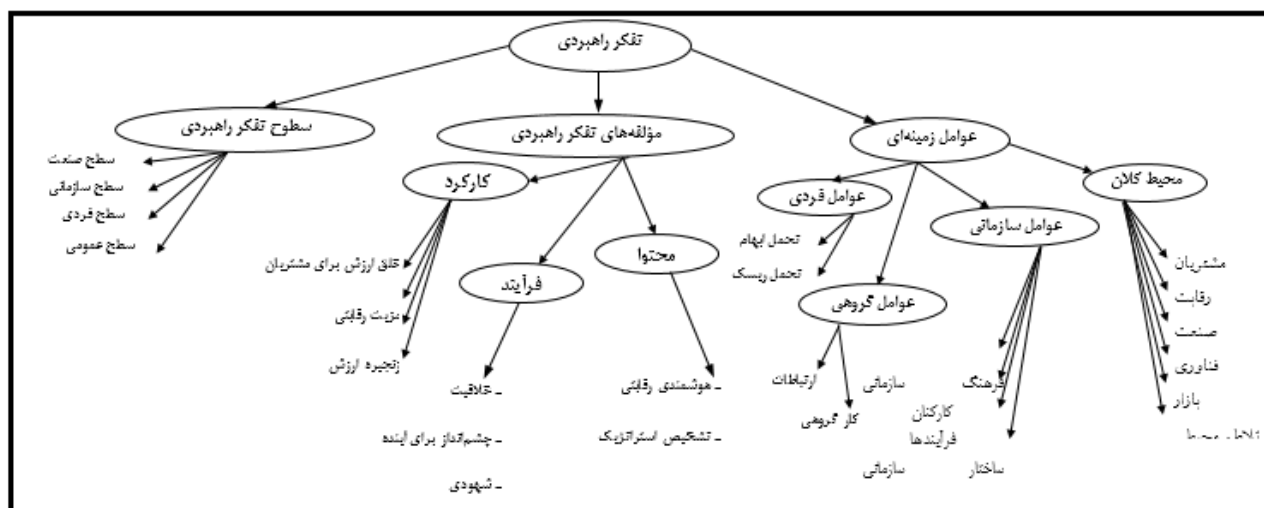 تفکر راهبردی
سطوح تفکر راهبردی
مؤلفه‌های تفکر راهبردی
عوامل زمینه‌ای
سطح صنعت
سطح سازمانی
سطح فردی
سطح عمومی
کارکرد
خلق ارزش برای مشتریان
مزیت رقابتی
زنجیره ارزش
فرآیند
ـ خلاقیت
ـ چشم‌انداز برای آینده
ـ شهودی
محتوا
ـ هوشمندی رقابتی
ـ تشخیص استراتژیک
عوامل فردی
تحمل ابهام
تحمل ریسک
عوامل گروهی
ارتباطات
کار گروهی
عوامل سازمانی
فرهنگ سازمانی
کارکنان
فرآیندها
ساختار سازمانی
محیط کلان
مشتریان
رقابت
صنعت
فناوری
بازار